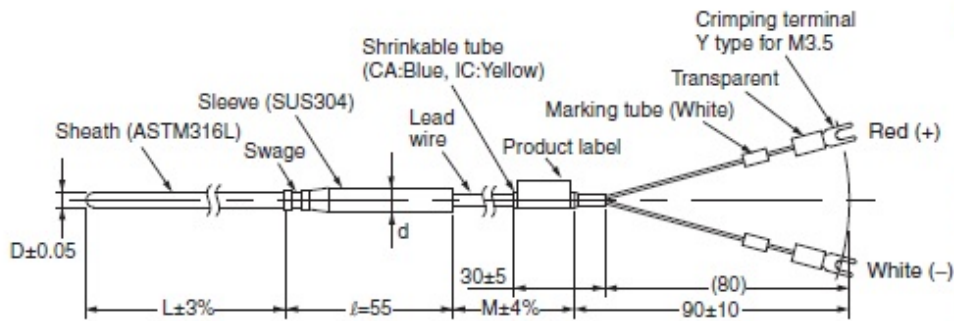 Crimping terminal
Y type for M3.5
Shrinkable tube
(CA:Blue, IC:Yellow)
Transparent
Sleeve (SUS304)
Marking tube (White)
Sheath (ASTM316L)
Lead
wire
Red (+)
Swage
Product label
D±0.05
d
30±5
(80)
White (–)
L±3%
ℓ=55
M±4%
90±10